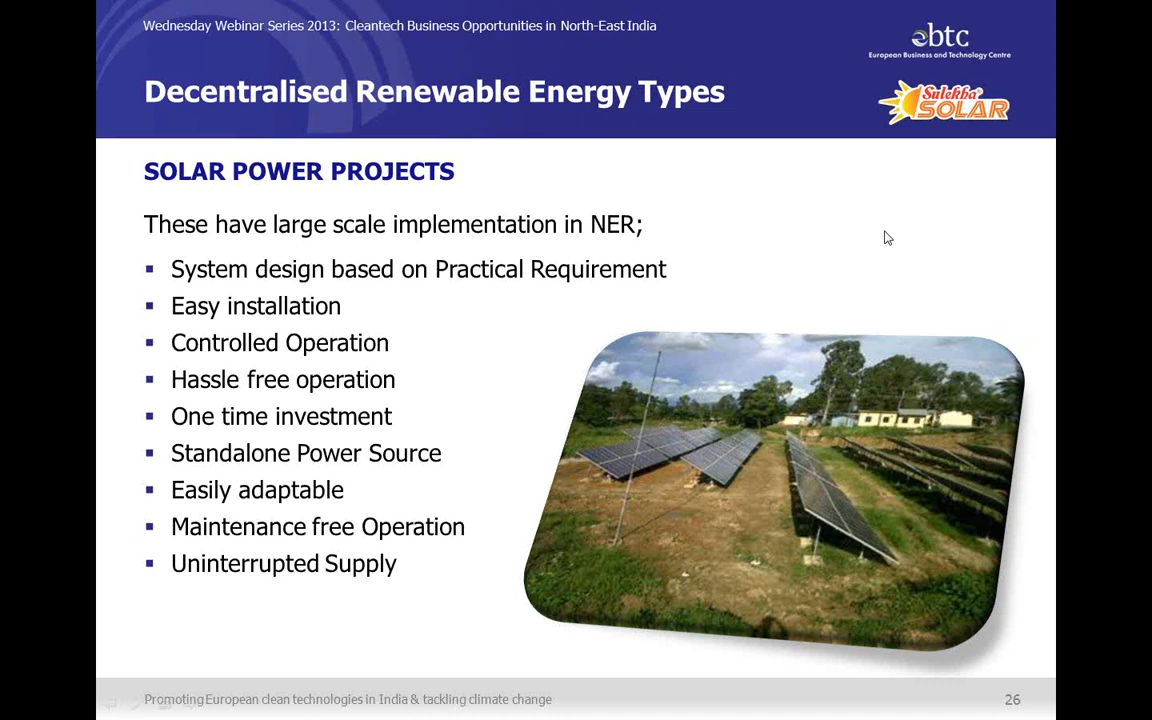 Wednesday Webinar Series 2013: Cleantech Business Opportunities in North-East India
ebtc
European Business and Technology Centre
Decentralised Renewable Energy Types
Sulekha
SOLAR
SOLAR POWER PROJECTS
These have large scale implementation in NER;
System design based on Practical Requirement
Easy installation
Controlled Operation
Hassle free operation
One time investment
Standalone Power Source
Easily adaptable
Maintenance free Operation
Uninterrupted Supply
Promoting European clean technologies in India & tackling climate change
26